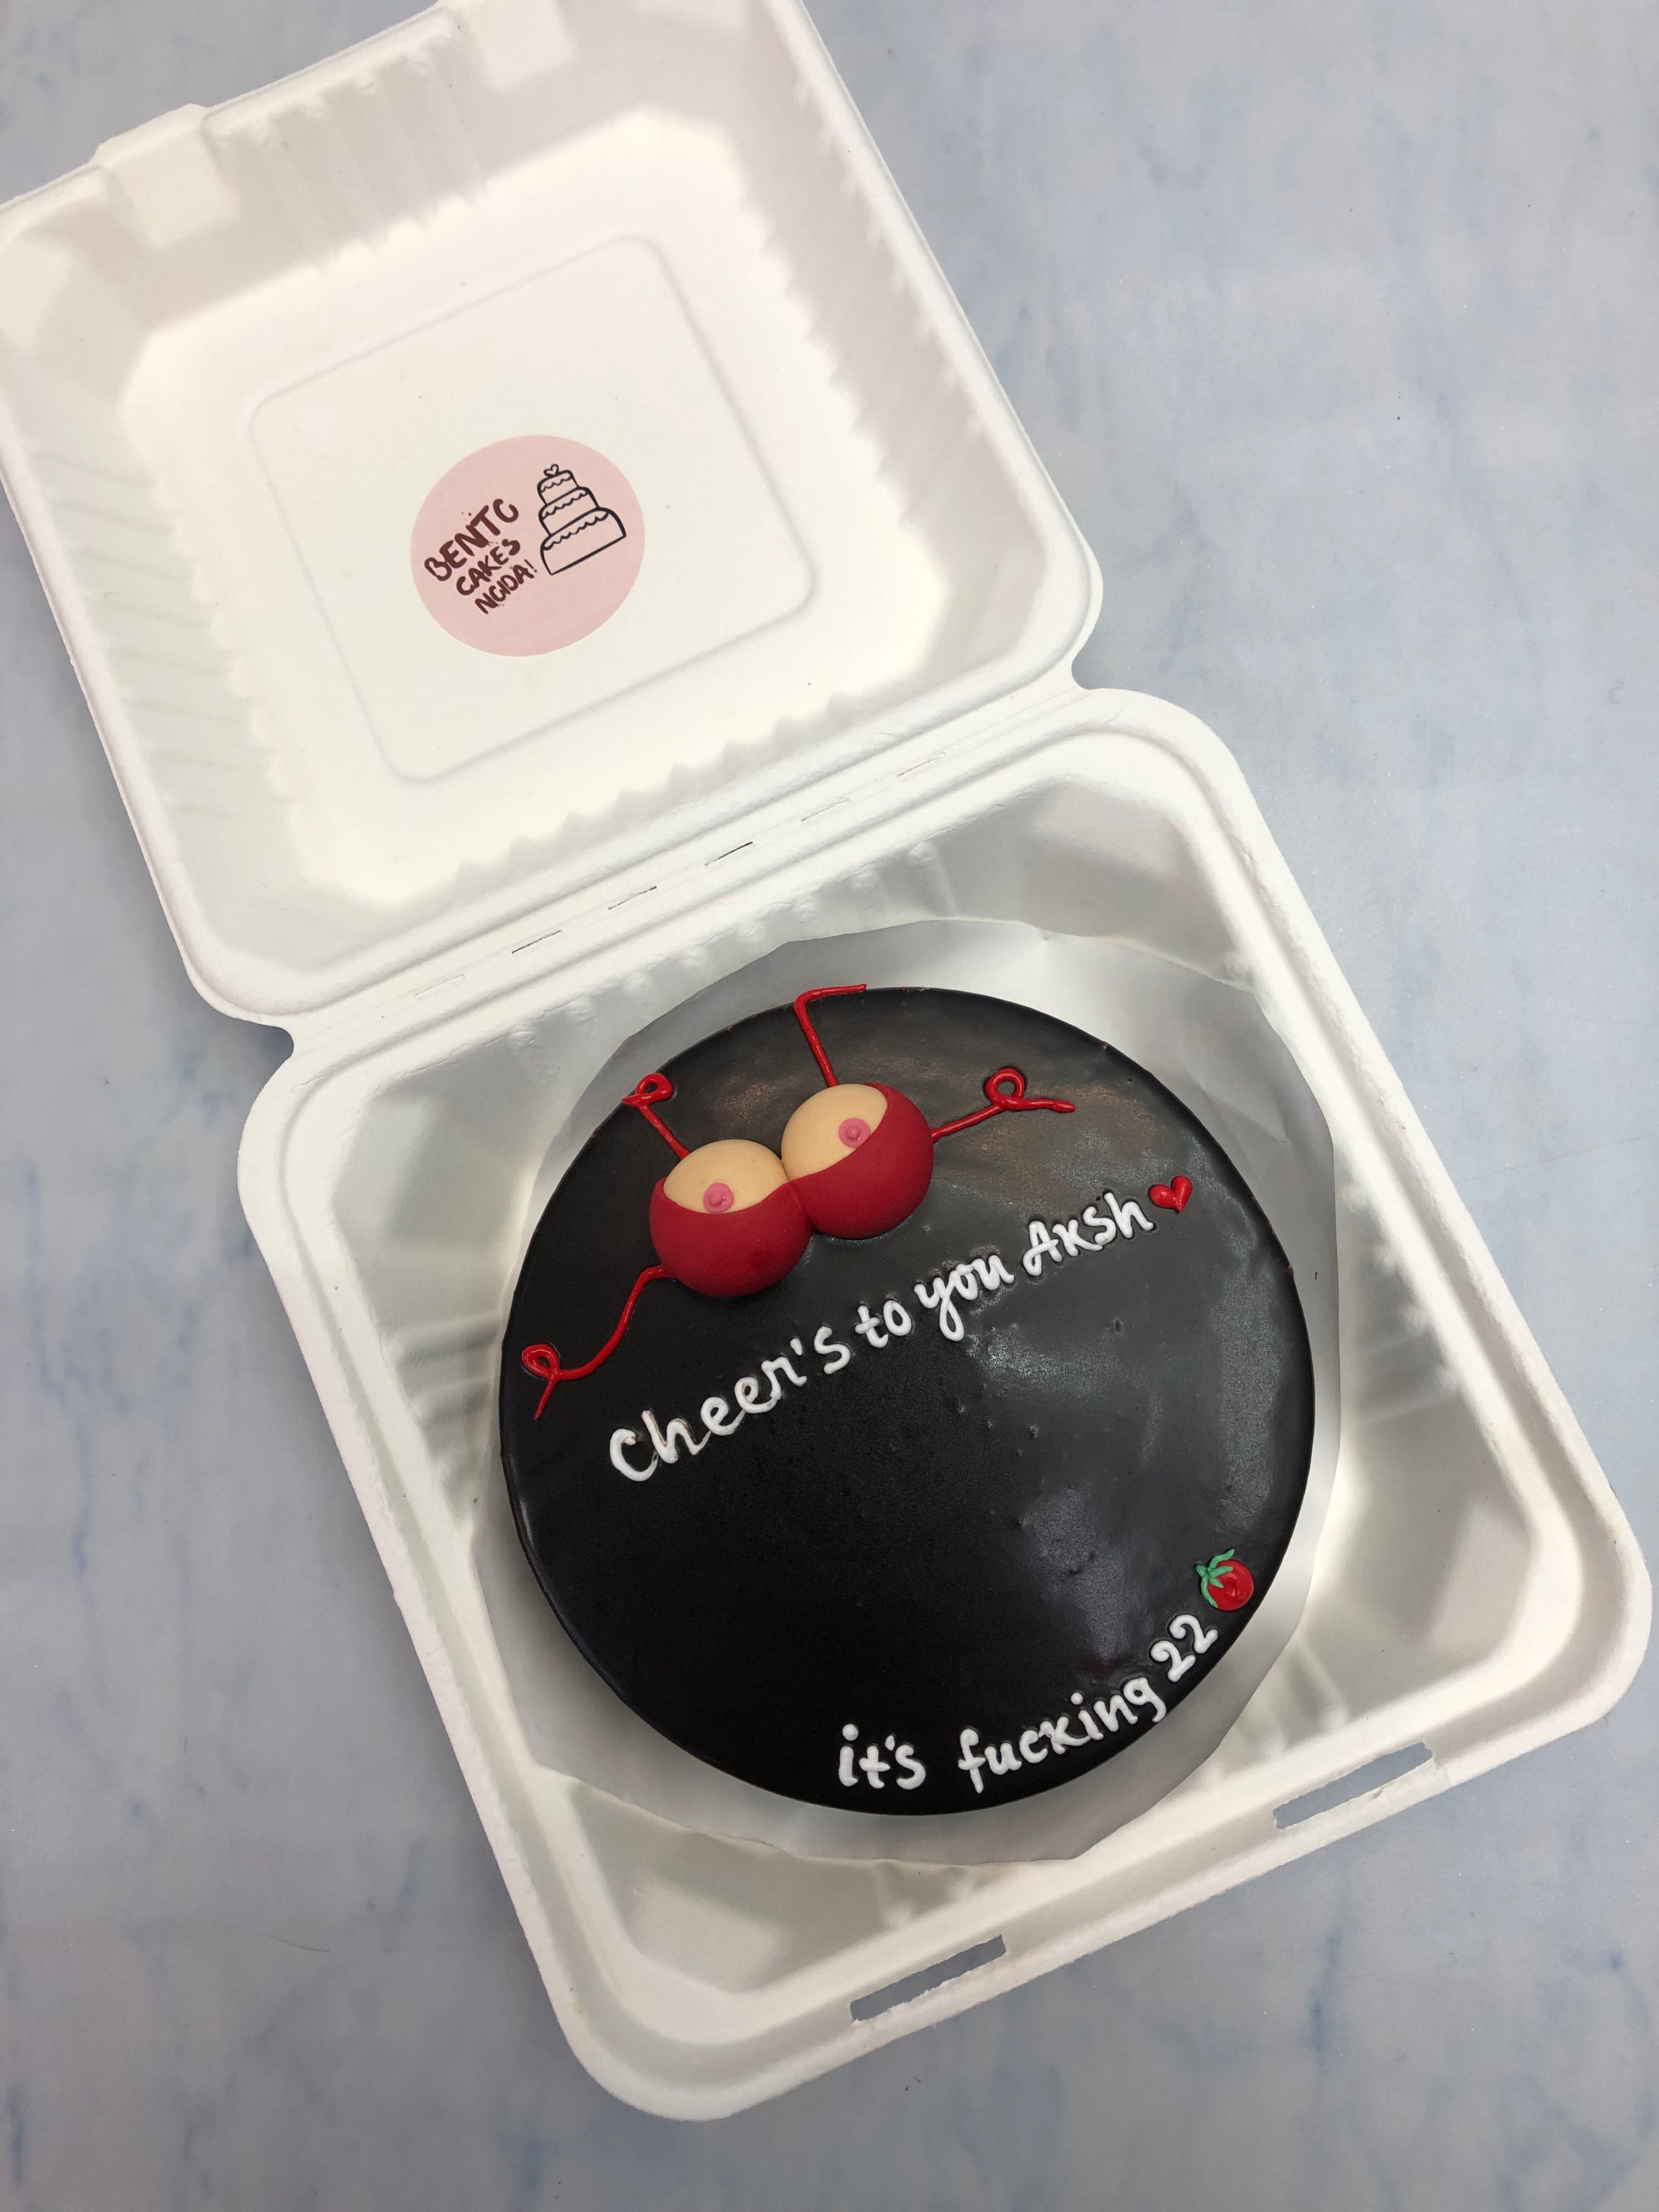 BENTO
CAKES
NOIDA!
Cheer's to you Aksh
it's fucking 22